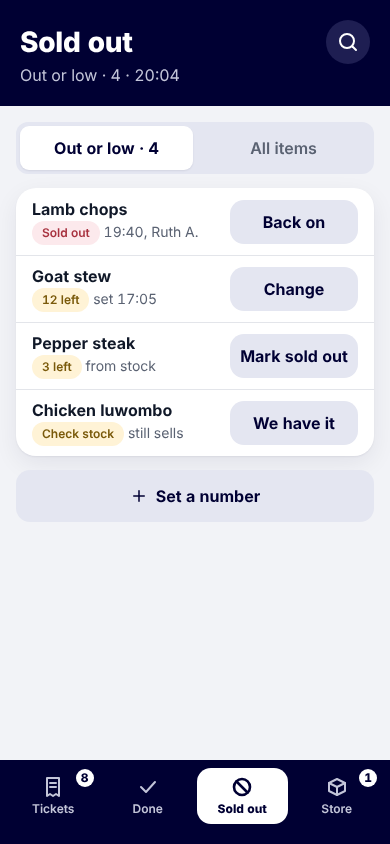 Sold out
Out or low · 4 · 20:04
Out or low · 4
All items
Lamb chops
Sold out 19:40, Ruth A.
Back on
Goat stew
12 left set 17:05
Change
Pepper steak
3 left from stock
Mark sold out
Chicken luwombo
Check stock still sells
We have it
+ Set a number
8
1
Tickets
Done
Sold out
Store